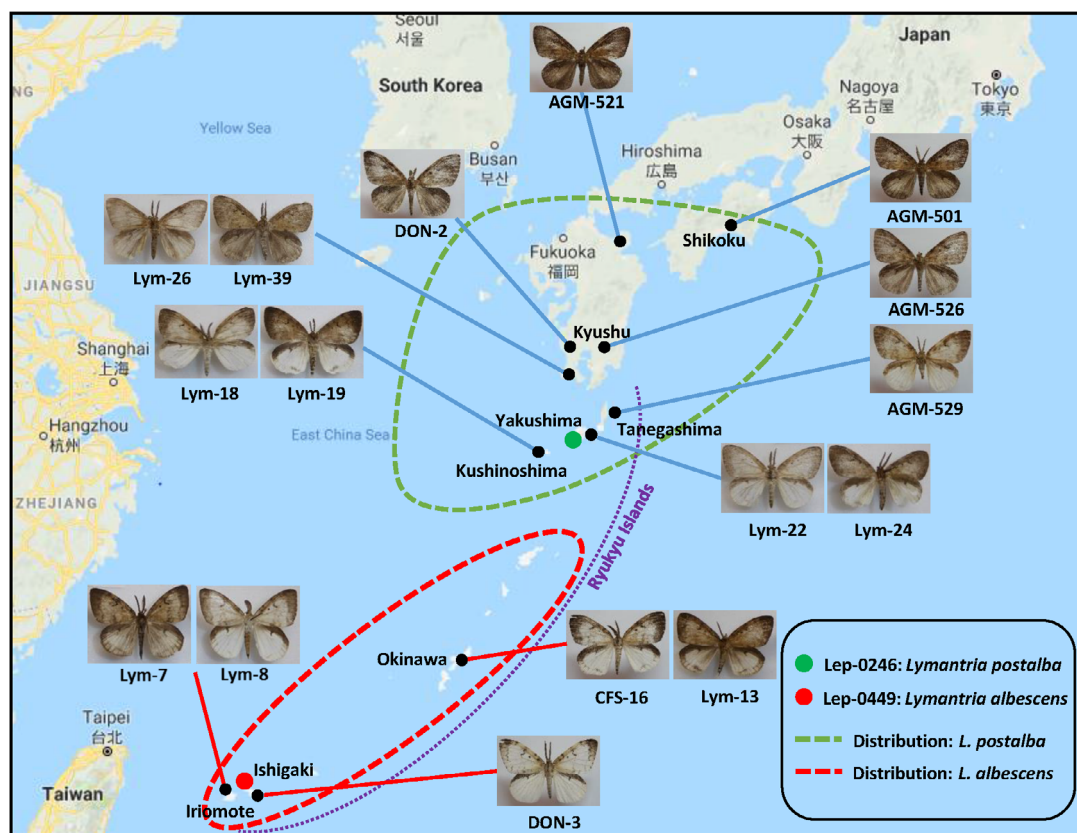 Seoul
서울
South Korea
Yellow Sea
Busan
부산
AGM-521
Japan
Nagoya
名古屋
Tokyo
東京
Osaka
大阪
Hiroshima
広島
NG
DON-2
Fukuoka
福岡
Shikoku
AGM-501
Lym-26 Lym-39
JIANGSU
AGM-526
Kyushu
Shanghai
上海
Lym-18 Lym-19
AGM-529
Hangzhou
杭州
East China Sea
Yakushima
Tanegashima
Kushinoshima
ZHEJIANG
Lym-22 Lym-24
Ryukyu Islands
Lym-7 Lym-8
Okinawa
CFS-16 Lym-13
Taipei
台北
Taiwan
Ishigaki
Iriomote
DON-3
Lep-0246: Lymantria postalba
Lep-0449: Lymantria albescens
Distribution: L. postalba
Distribution: L. albescens